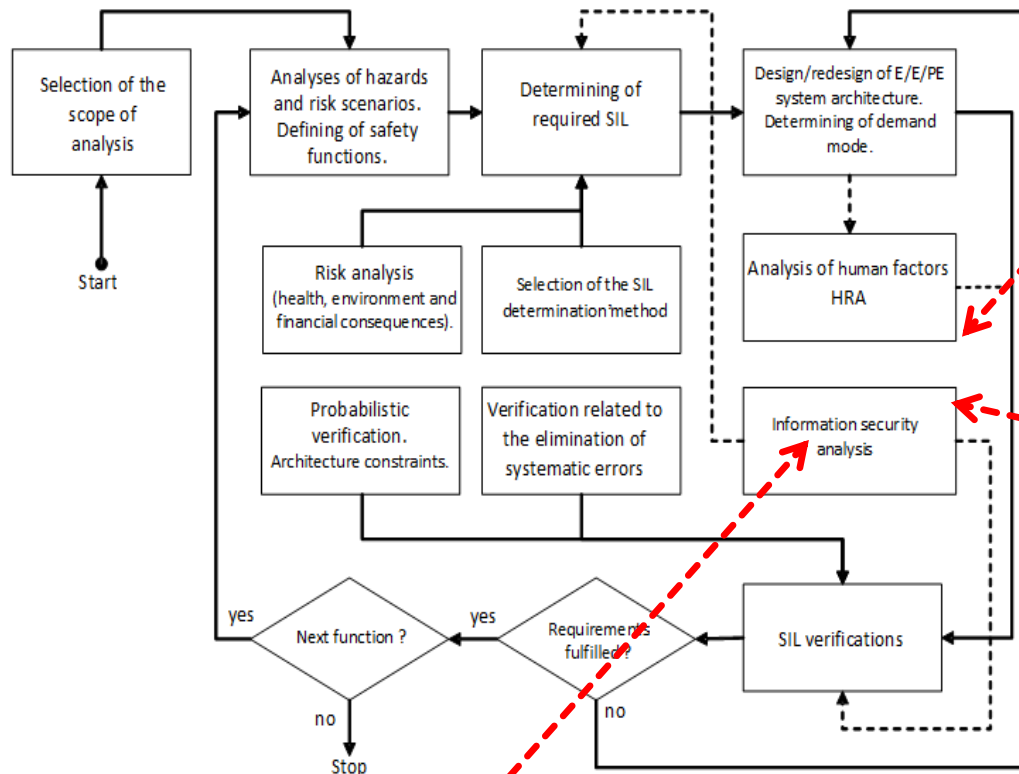 Selection of the
scope of
analysis
Analyses of hazards
and risk scenarios.
Defining of safety
functions.
Determining of
required SIL
Design/redesign of E/E/PE
system architecture.
Determining of demand
mode.
Start
Risk analysis
(health, environment and
financial consequences).
Selection of the SIL
determination method
Analysis of human factors
HRA
Probabilistic
verification.
Architecture constraints.
Verification related to
the elimination of
systematic errors
Information security
analysis
yes
Next function ?
yes
Requirements
fulfilled ?
SIL verifications
no
no
Stop